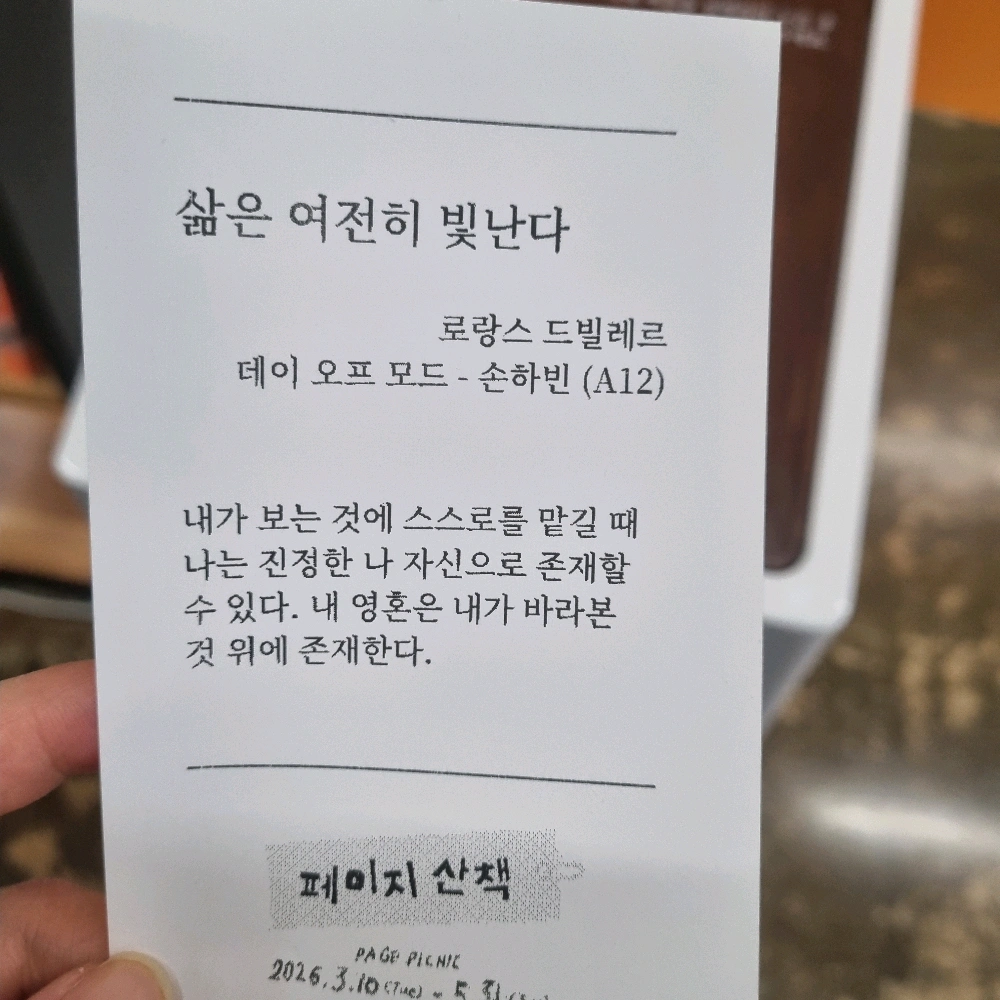 삶은 여전히 빛난다
로랑스 드빌레르
데이 오프 모드 - 손하빈 (A12)
내가 보는 것에 스스로를 맡길 때
나는 진정한 나 자신으로 존재할
수 있다. 내 영혼은 내가 바라본
것 위에 존재한다.
페이지 산책
PAGE PICNIC
2026.3.10 (Tue) - 5.31